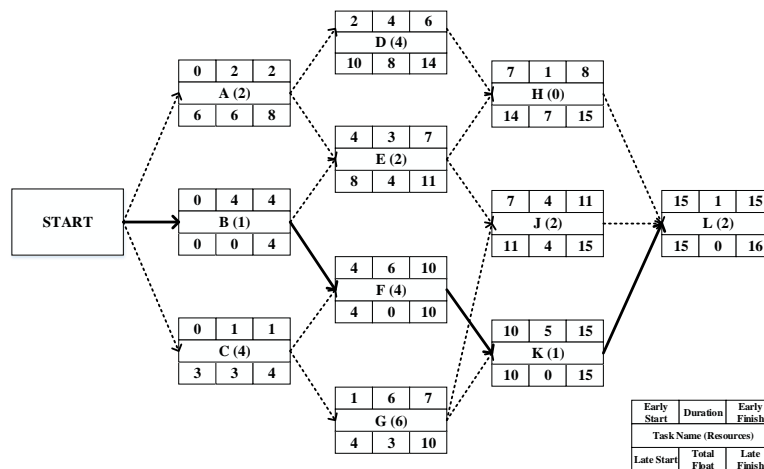 2 4 6
D (4)
10 8 14
0 2 2
A (2)
6 6 8
7 1 8
H (0)
14 7 15
4 3 7
E (2)
8 4 11
START
0 4 4
B (1)
0 0 4
7 4 11
J (2)
11 4 15
15 1 15
L (2)
15 0 16
4 6 10
F (4)
4 0 10
0 1 1
C (4)
3 3 4
10 5 15
K (1)
10 0 15
1 6 7
G (6)
4 3 10
Early Start Duration Early Finish
Task Name (Resources)
Late Start Total Float Late Finish